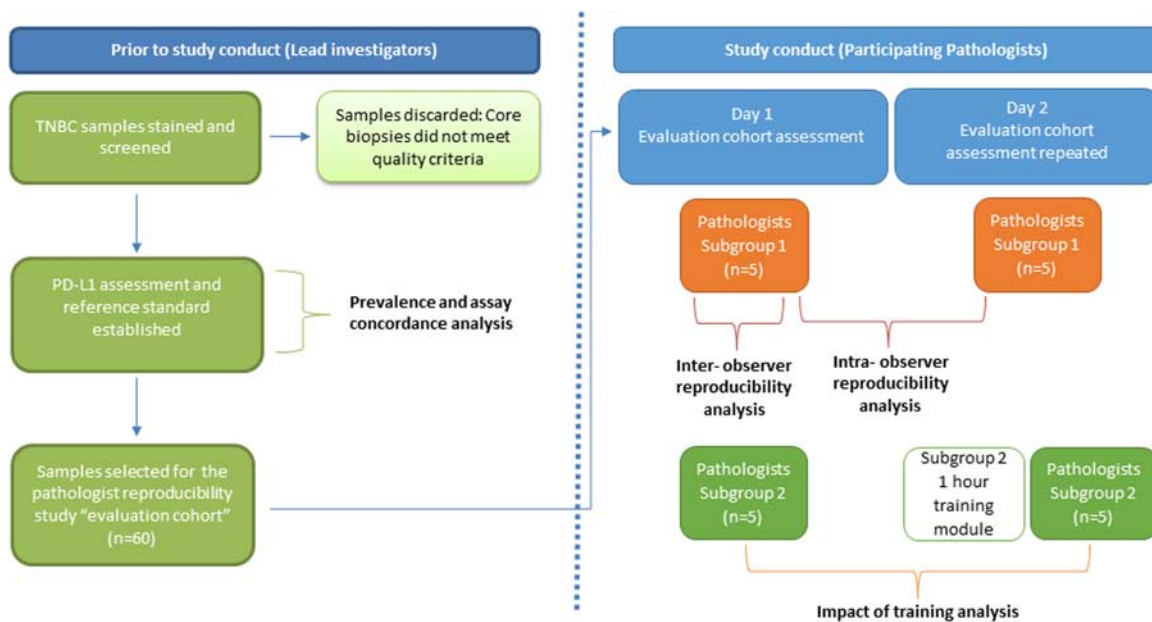 Prior to study conduct (Lead investigators)
TNBC samples stained and
screened
Samples discarded: Core
biopsies did not meet
quality criteria
PD-L1 assessment and
reference standard
established
Prevalence and assay
concordance analysis
Samples selected for the
pathologist reproducibility
study “evaluation cohort”
(n=60)
Study conduct (Participating Pathologists)
Day 1
Evaluation cohort assessment
Day 2
Evaluation cohort
assessment repeated
Pathologists
Subgroup 1
(n=5)
Pathologists
Subgroup 1
(n=5)
Inter- observer
reproducibility
analysis
Intra- observer
reproducibility
analysis
Pathologists
Subgroup 2
(n=5)
Subgroup 2
1 hour
training
module
Pathologists
Subgroup 2
(n=5)
Impact of training analysis